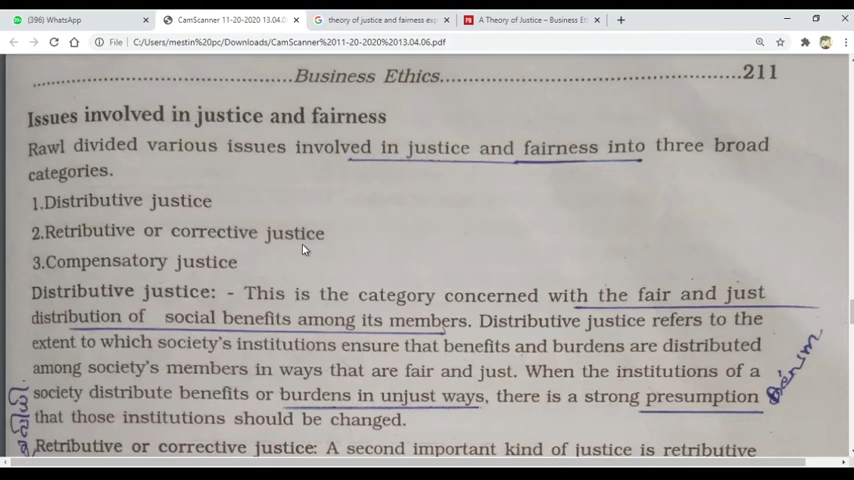 (396) WhatsApp
CamScanner 11-20-2020 13.04.0
theory of justice and fairness exp
A Theory of Justice – Business Et
File C:/Users/mestin%20pc/Downloads/CamScanner%2011-20-2020%2013.04.06.pdf
Business Ethics 211
Issues involved in justice and fairness
Rawl divided various issues involved in justice and fairness into three broad
categories.
1.Distributive justice
2.Retributive or corrective justice
3.Compensatory justice
Distributive justice: - This is the category concerned with the fair and just
distribution of social benefits among its members. Distributive justice refers to the
extent to which society's institutions ensure that benefits and burdens are distributed
among society's members in ways that are fair and just. When the institutions of a
society distribute benefits or burdens in unjust ways, there is a strong presumption
that those institutions should be changed.
Retributive or corrective justice: A second important kind of justice is retributive